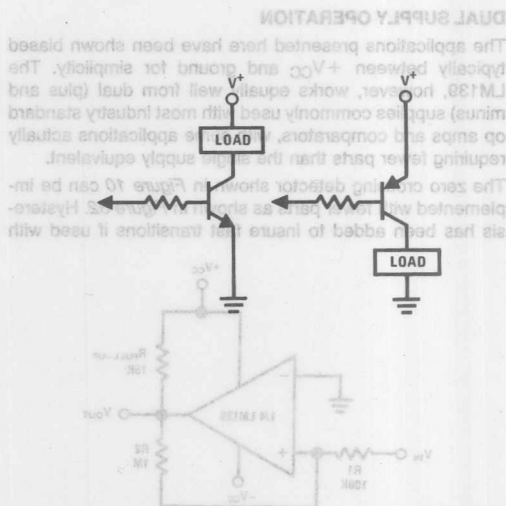 DUAL SUPPLY OPERATION
The applications presented here have been shown biased
typically between +VCC and ground for simplicity. The
LM139, however, works equally well from dual (plus and
minus) supplies commonly used with most industry standard
op amps and comparators, with some applications actually
requiring fewer parts than the single supply equivalent.
The zero crossing detector shown in Figure 10 can be im-
plemented with fewer parts as shown in Figure 32. Hystere-
sis has been added to insure fast transitions if used with
V+
LOAD
V+
LOAD
+VCC
RPULL-UP
15K
VOUT
R2
1M
1/4 LM139
-
+
-VCC
R1
100K
VIN